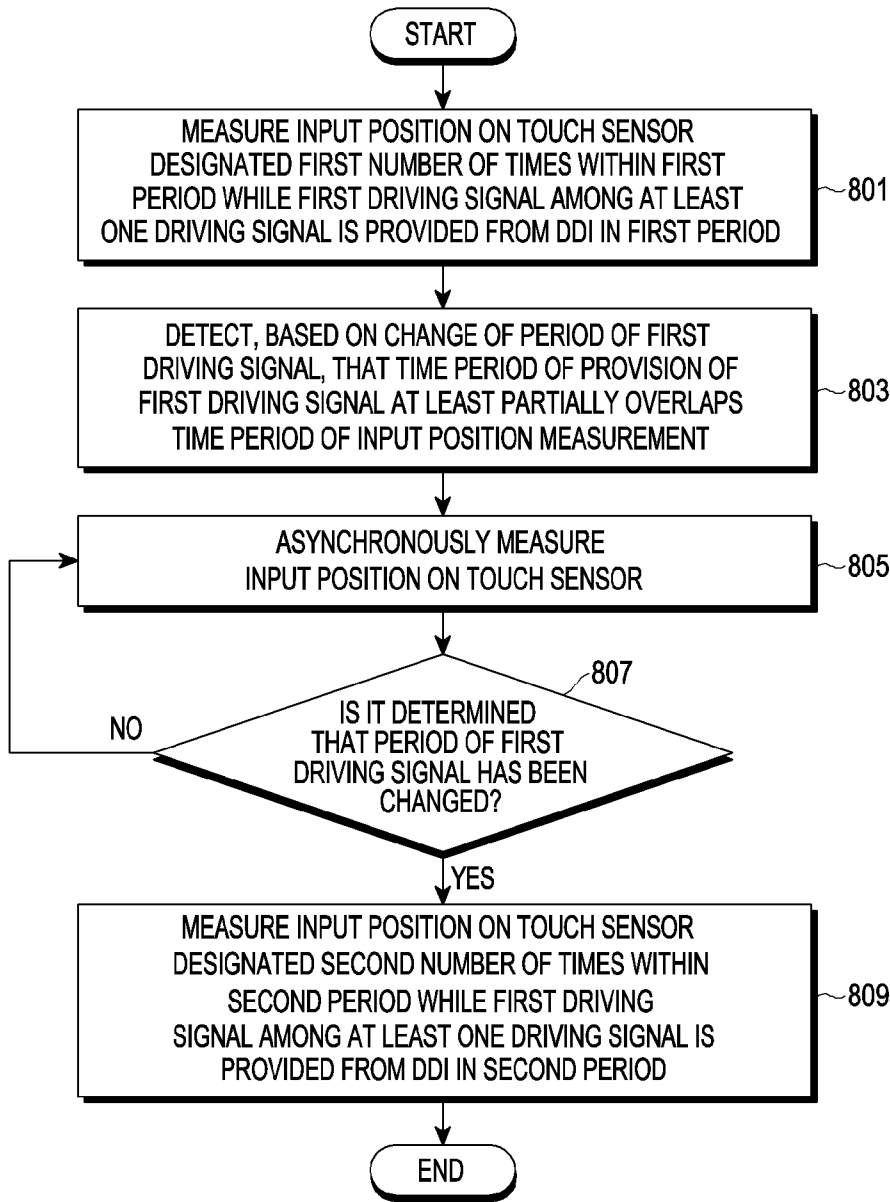 START
MEASURE INPUT POSITION ON TOUCH SENSOR
DESIGNATED FIRST NUMBER OF TIMES WITHIN FIRST
PERIOD WHILE FIRST DRIVING SIGNAL AMONG AT LEAST
ONE DRIVING SIGNAL IS PROVIDED FROM DDI IN FIRST PERIOD
801
DETECT, BASED ON CHANGE OF PERIOD OF FIRST
DRIVING SIGNAL, THAT TIME PERIOD OF PROVISION OF
FIRST DRIVING SIGNAL AT LEAST PARTIALLY OVERLAPS
TIME PERIOD OF INPUT POSITION MEASUREMENT
803
ASYNCHRONOUSLY MEASURE
INPUT POSITION ON TOUCH SENSOR
805
807
IS IT DETERMINED
THAT PERIOD OF FIRST
DRIVING SIGNAL HAS BEEN
CHANGED?
NO
YES
MEASURE INPUT POSITION ON TOUCH SENSOR
DESIGNATED SECOND NUMBER OF TIMES WITHIN
SECOND PERIOD WHILE FIRST DRIVING
SIGNAL AMONG AT LEAST ONE DRIVING SIGNAL IS
PROVIDED FROM DDI IN SECOND PERIOD
809
END